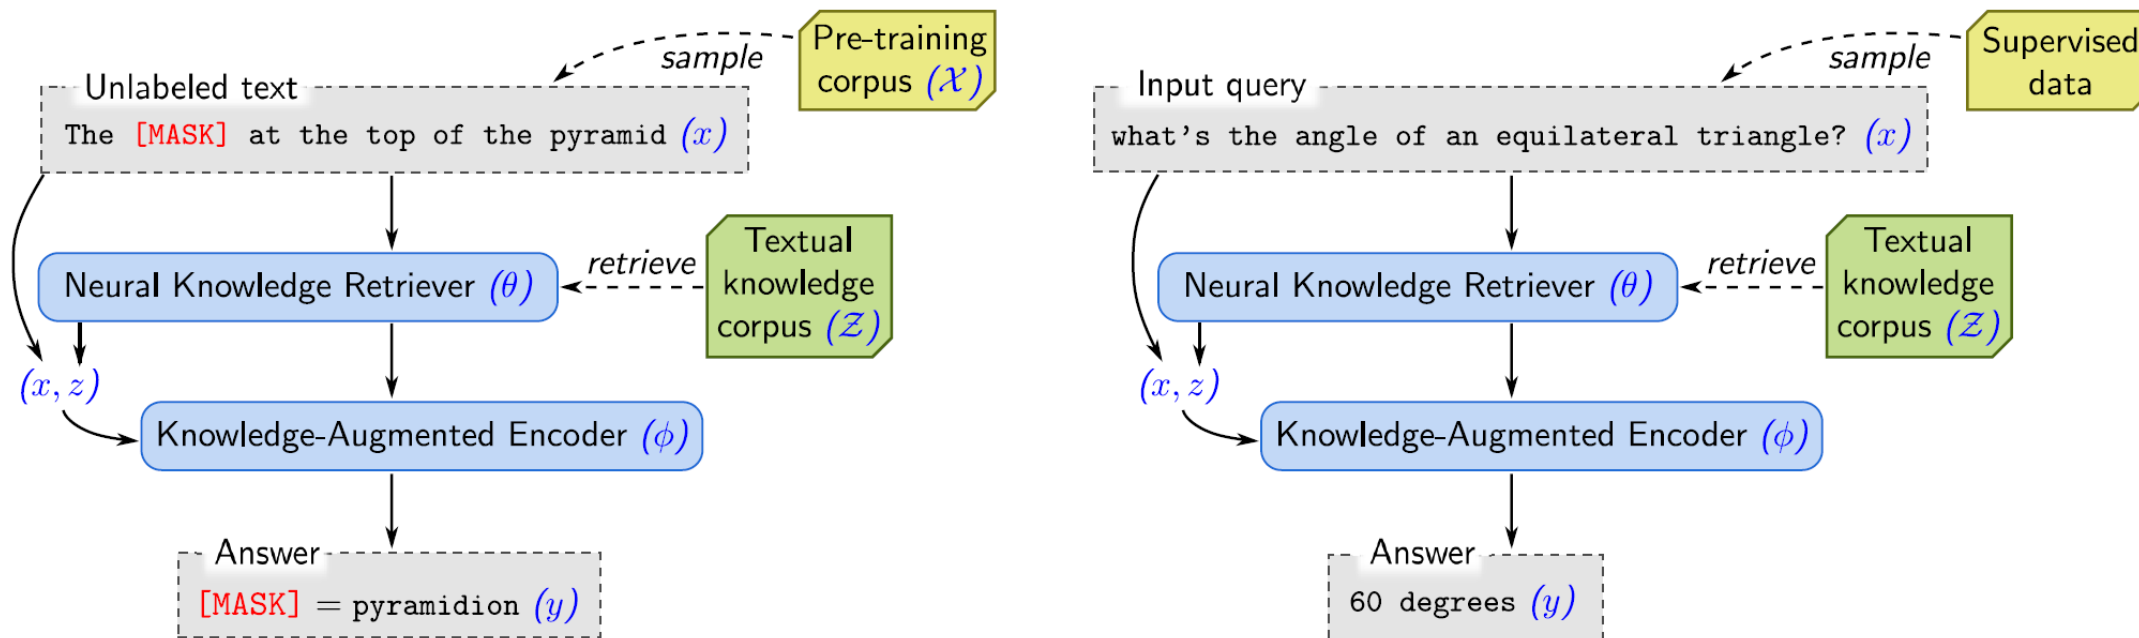 Pre-training
corpus (𝒳)
sample
Unlabeled text
The [MASK] at the top of the pyramid (x)
Neural Knowledge Retriever (θ)
retrieve
Textual
knowledge
corpus (𝒵)
(x, z)
Knowledge-Augmented Encoder (ϕ)
Answer
[MASK] = pyramidion (y)
Supervised
data
sample
Input query
what's the angle of an equilateral triangle? (x)
Neural Knowledge Retriever (θ)
retrieve
Textual
knowledge
corpus (𝒵)
(x, z)
Knowledge-Augmented Encoder (ϕ)
Answer
60 degrees (y)